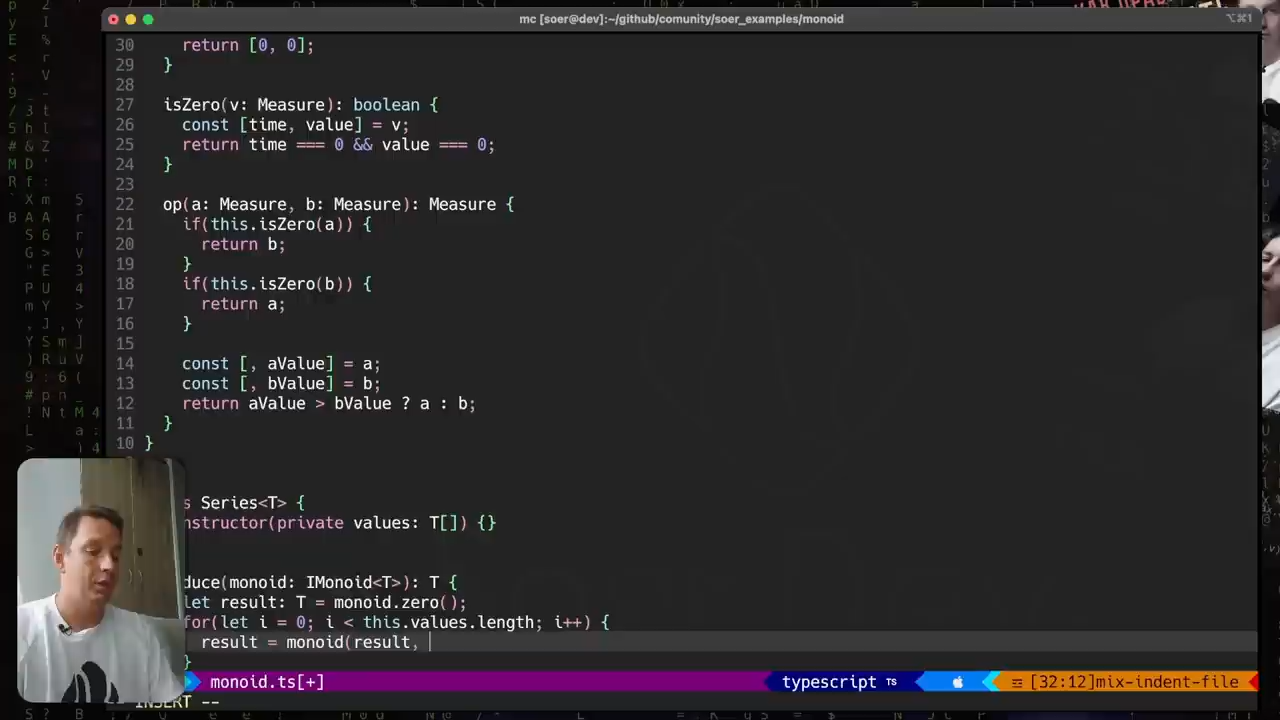 mc [soer@dev]:~/github/comunity/soer_examples/monoid
⌥⌘1
30 return [0, 0];
29 }
28
27 isZero(v: Measure): boolean {
26 const [time, value] = v;
25 return time === 0 && value === 0;
24 }
23
22 op(a: Measure, b: Measure): Measure {
21 if(this.isZero(a)) {
20 return b;
19 }
18 if(this.isZero(b)) {
17 return a;
16 }
15
14 const [, aValue] = a;
13 const [, bValue] = b;
12 return aValue > bValue ? a : b;
11 }
10 }
s Series<T> {
nstructor(private values: T[]) {}
duce(monoid: IMonoid<T>): T {
let result: T = monoid.zero();
for(let i = 0; i < this.values.length; i++) {
result = monoid(result,
}
monoid.ts[+]
typescript TS
[32:12]mix-indent-file
INSERT --